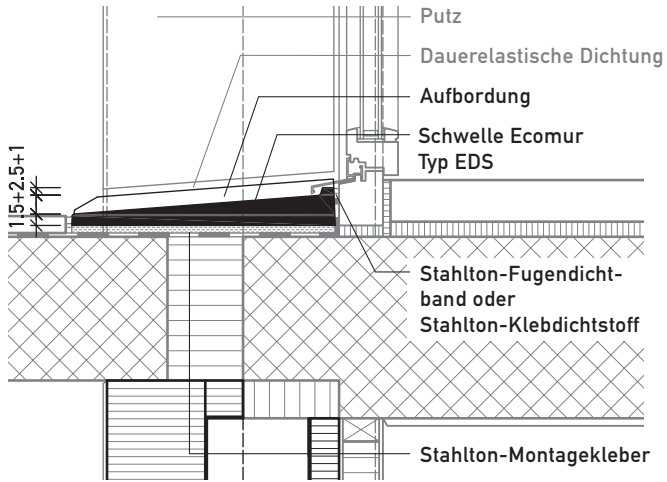 Putz
Dauerelastische Dichtung
Aufbordung
Schwelle Ecomur
Typ EDS
1.5+2.5+1
Stahlton-Fugendicht-
band oder
Stahlton-Klebdichtstoff
Stahlton-Montagekleber